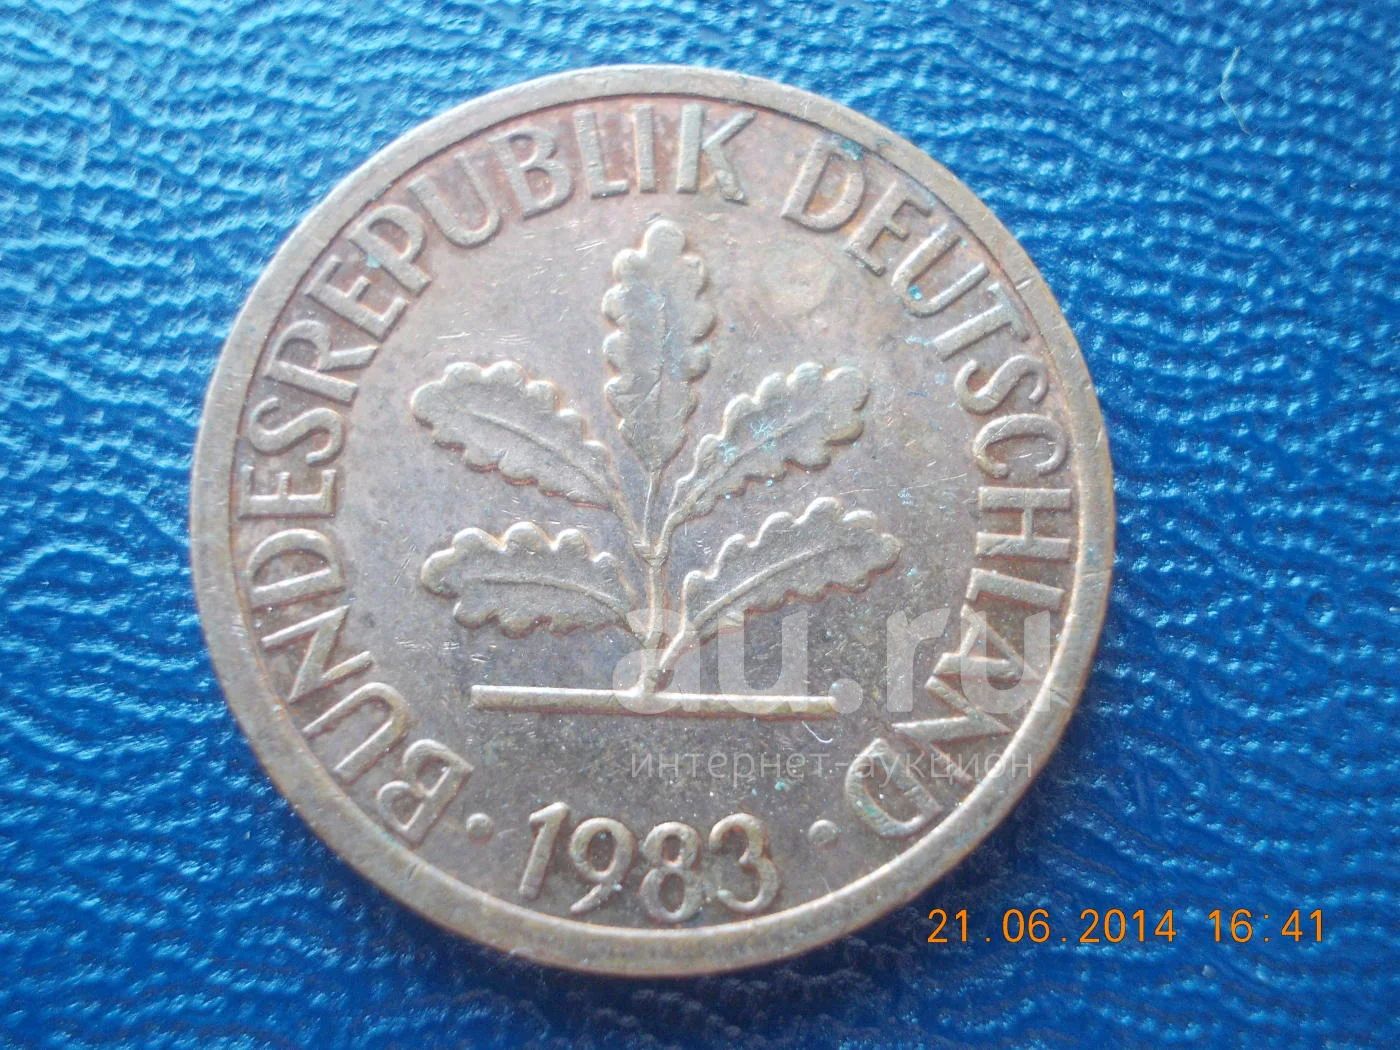 BUNDESREPUBLIK DEUTSCHLAND
· 1983 ·
au.ru
интернет-аукцион
21.06.2014 16:41